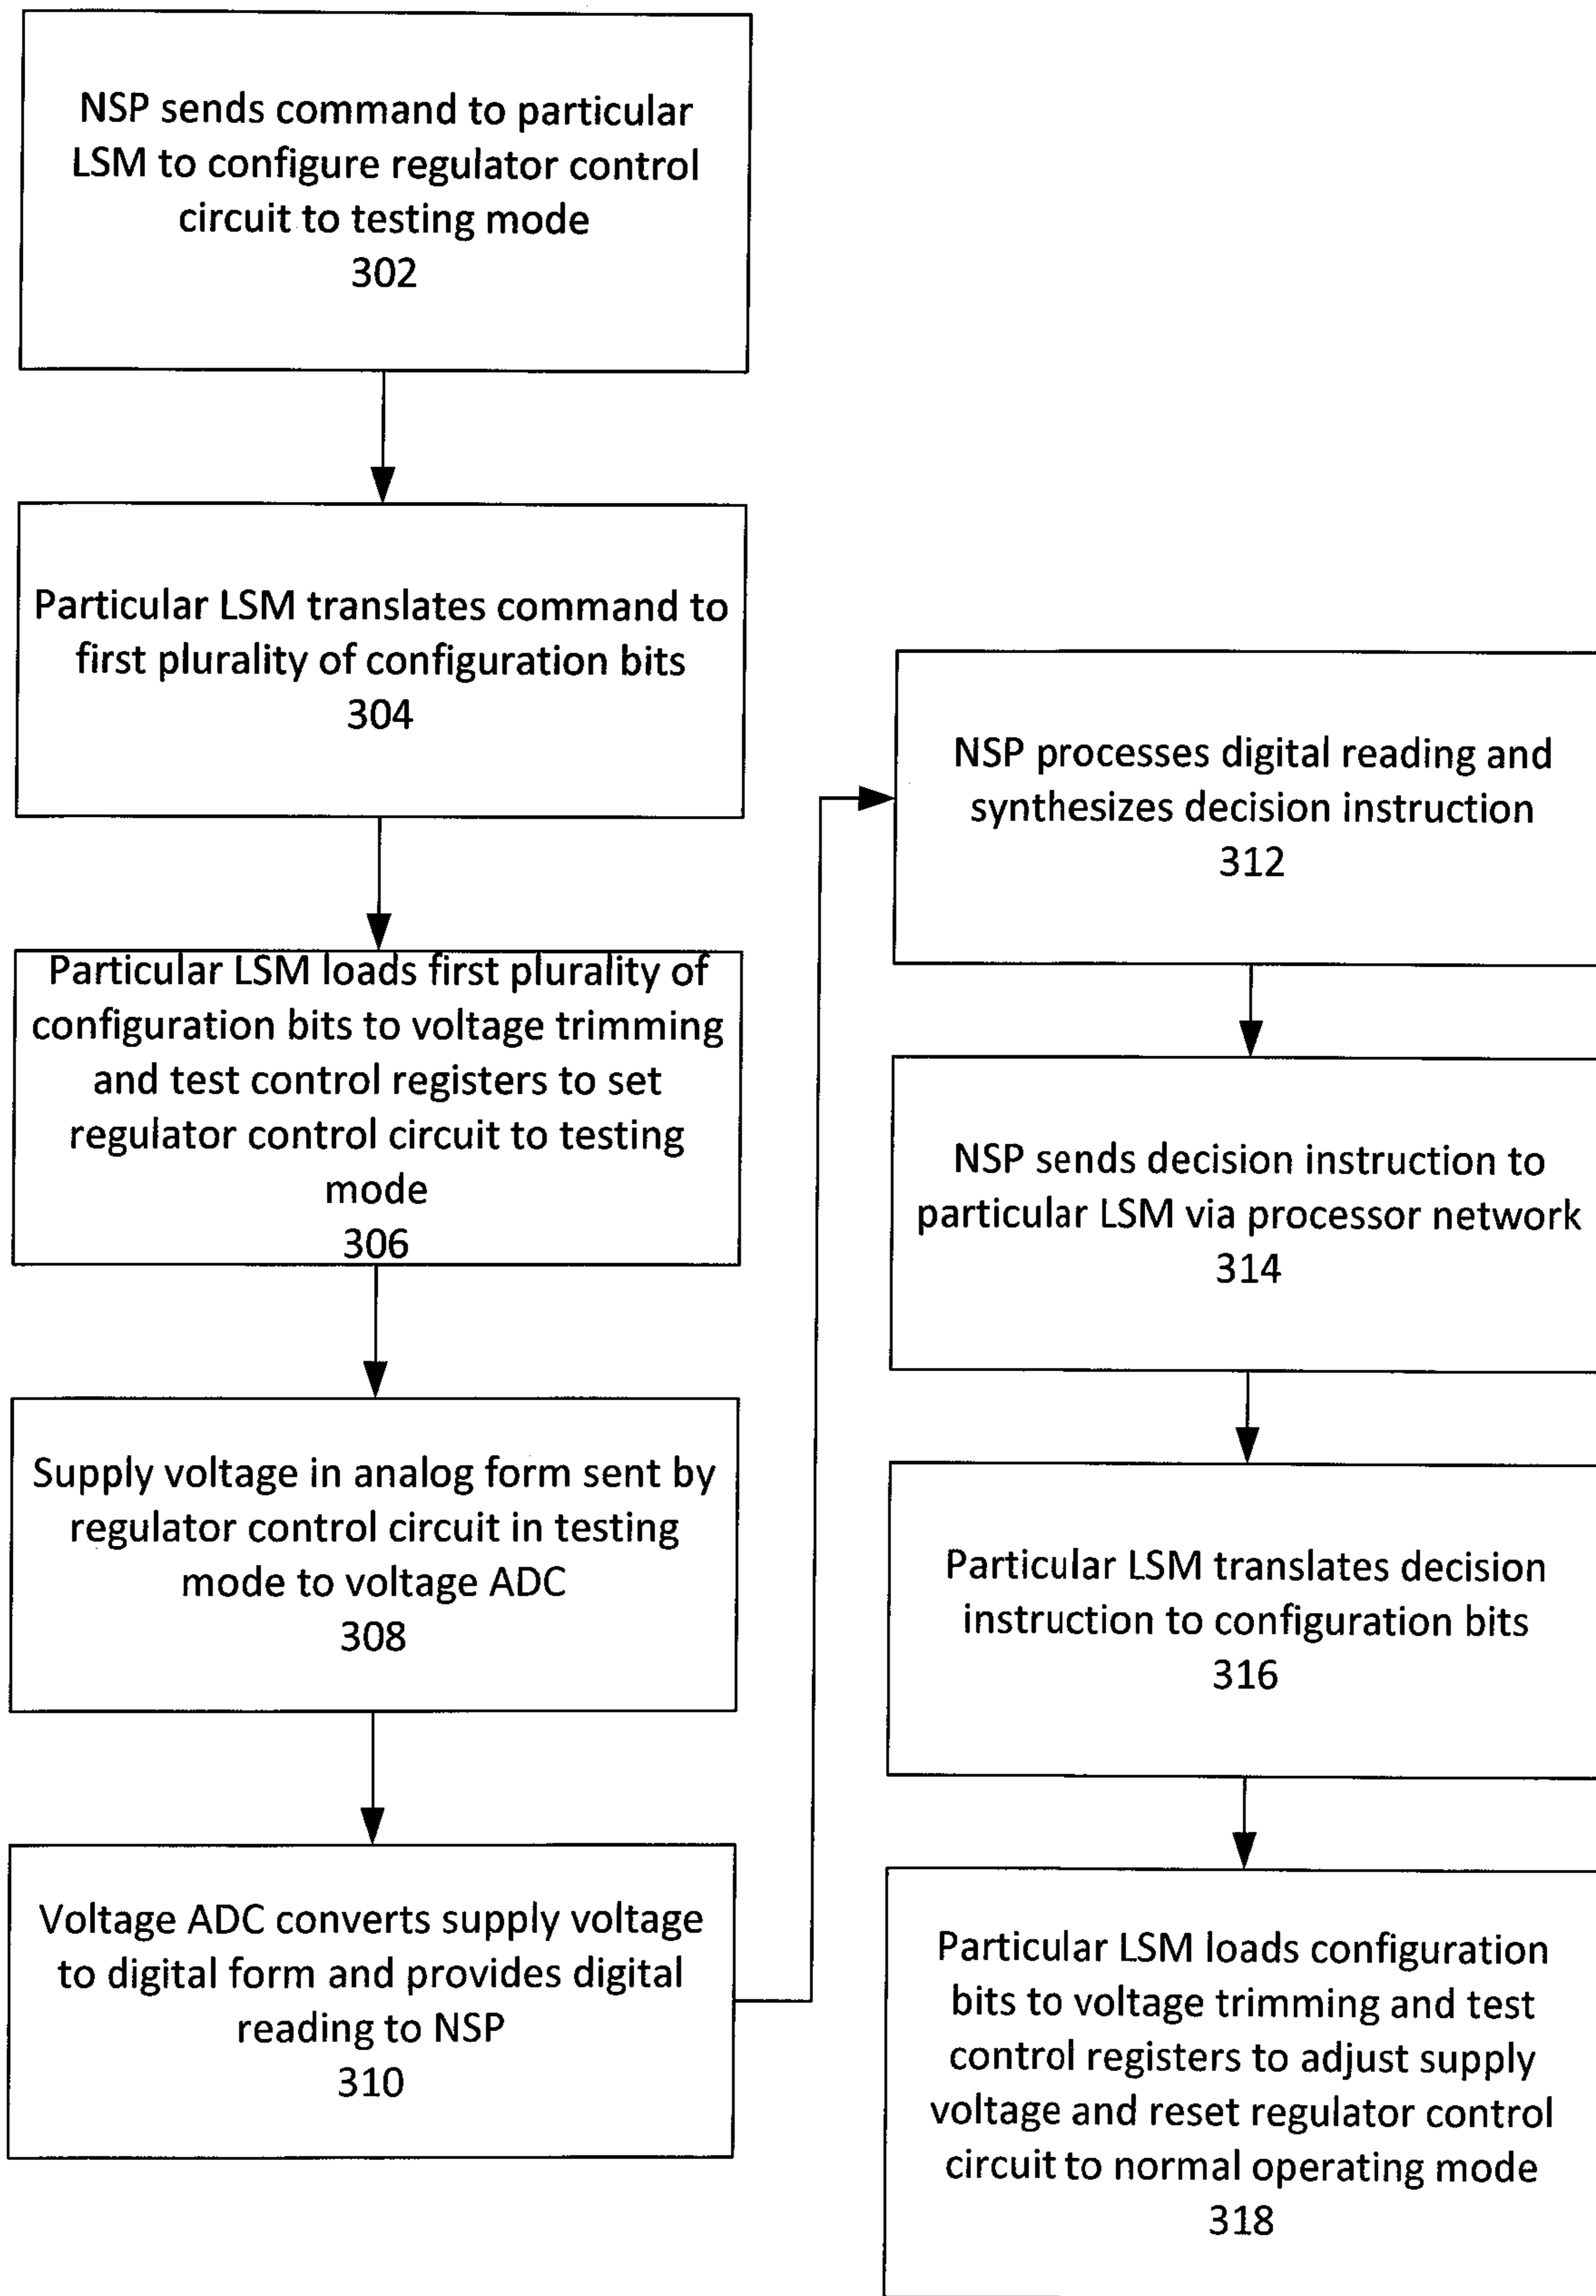 NSP sends command to particular
LSM to configure regulator control
circuit to testing mode
302
Particular LSM translates command to
first plurality of configuration bits
304
Particular LSM loads first plurality of
configuration bits to voltage trimming
and test control registers to set
regulator control circuit to testing
mode
306
Supply voltage in analog form sent by
regulator control circuit in testing
mode to voltage ADC
308
Voltage ADC converts supply voltage
to digital form and provides digital
reading to NSP
310
NSP processes digital reading and
synthesizes decision instruction
312
NSP sends decision instruction to
particular LSM via processor network
314
Particular LSM translates decision
instruction to configuration bits
316
Particular LSM loads configuration
bits to voltage trimming and test
control registers to adjust supply
voltage and reset regulator control
circuit to normal operating mode
318